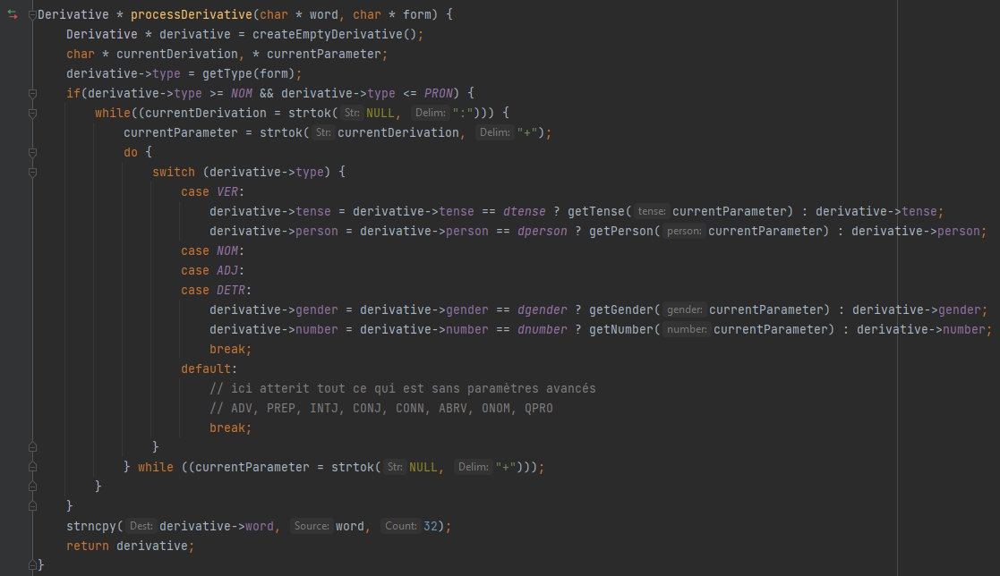 Derivative * processDerivative(char * word, char * form) {
    Derivative * derivative = createEmptyDerivative();
    char * currentDerivation, * currentParameter;
    derivative->type = getType(form);
    if(derivative->type >= NOM && derivative->type <= PRON) {
        while((currentDerivation = strtok( Str: NULL, Delim: ":"))) {
            currentParameter = strtok( Str: currentDerivation, Delim: "+");
            do {
                switch (derivative->type) {
                    case VER:
                        derivative->tense = derivative->tense == dtense ? getTense( tense: currentParameter) : derivative->tense;
                        derivative->person = derivative->person == dperson ? getPerson( person: currentParameter) : derivative->person;
                    case NOM:
                    case ADJ:
                    case DETR:
                        derivative->gender = derivative->gender == dgender ? getGender( gender: currentParameter) : derivative->gender;
                        derivative->number = derivative->number == dnumber ? getNumber( number: currentParameter) : derivative->number;
                        break;
                    default:
                        // ici atterit tout ce qui est sans paramètres avancés
                        // ADV, PREP, INTJ, CONJ, CONN, ABRV, ONOM, QPRO
                        break;
                }
            } while ((currentParameter = strtok( Str: NULL, Delim: "+")));
        }
    }
    strncpy( Dest: derivative->word, Source: word, Count: 32);
    return derivative;
}